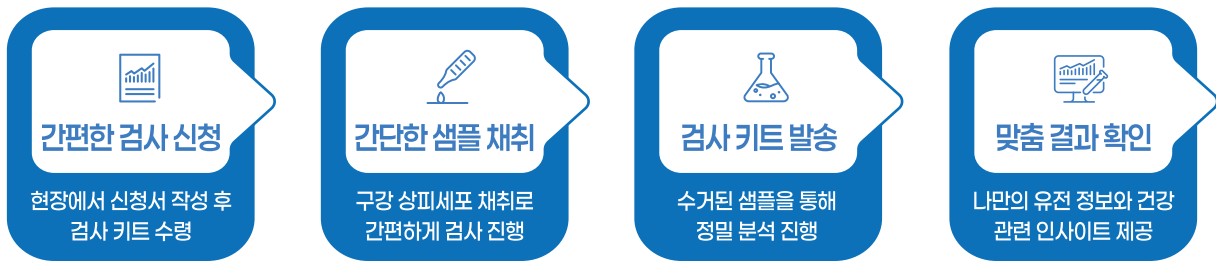 간편한 검사 신청
현장에서 신청서 작성 후
검사 키트 수령
간단한 샘플 채취
구강 상피세포 채취로
간편하게 검사 진행
검사 키트 발송
수거된 샘플을 통해
정밀 분석 진행
맞춤 결과 확인
나만의 유전 정보와 건강
관련 인사이트 제공